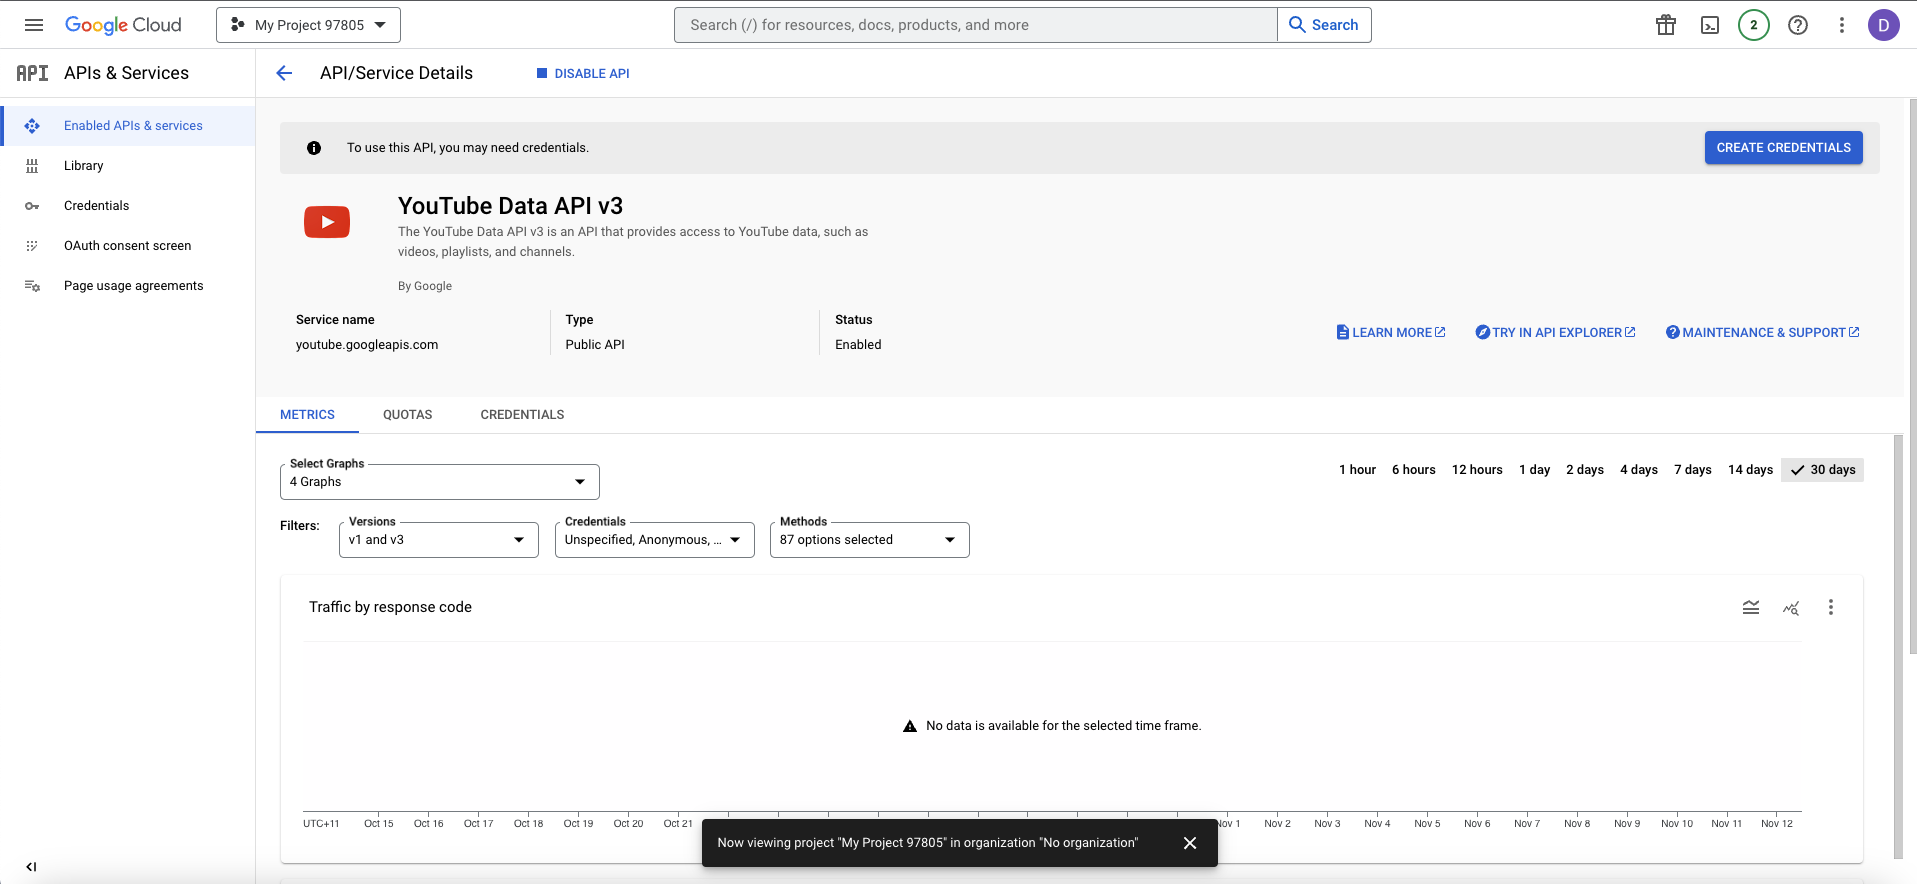 Google Cloud
My Project 97805
Search (/) for resources, docs, products, and more
Search
2
D
API
APIs & Services
API/Service Details
DISABLE API
Enabled APIs & services
Library
Credentials
OAuth consent screen
Page usage agreements
To use this API, you may need credentials.
CREATE CREDENTIALS
YouTube Data API v3
The YouTube Data API v3 is an API that provides access to YouTube data, such as
videos, playlists, and channels.
By Google
Service name
youtube.googleapis.com
Type
Public API
Status
Enabled
LEARN MORE
TRY IN API EXPLORER
MAINTENANCE & SUPPORT
METRICS
QUOTAS
CREDENTIALS
Select Graphs
4 Graphs
1 hour
6 hours
12 hours
1 day
2 days
4 days
7 days
14 days
30 days
Filters:
Versions
v1 and v3
Credentials
Unspecified, Anonymous, ...
Methods
87 options selected
Traffic by response code
No data is available for the selected time frame.
UTC+11
Oct 15
Oct 16
Oct 17
Oct 18
Oct 19
Oct 20
Oct 21
Nov 1
Nov 2
Nov 3
Nov 4
Nov 5
Nov 6
Nov 7
Nov 8
Nov 9
Nov 10
Nov 11
Nov 12
Now viewing project "My Project 97805" in organization "No organization"